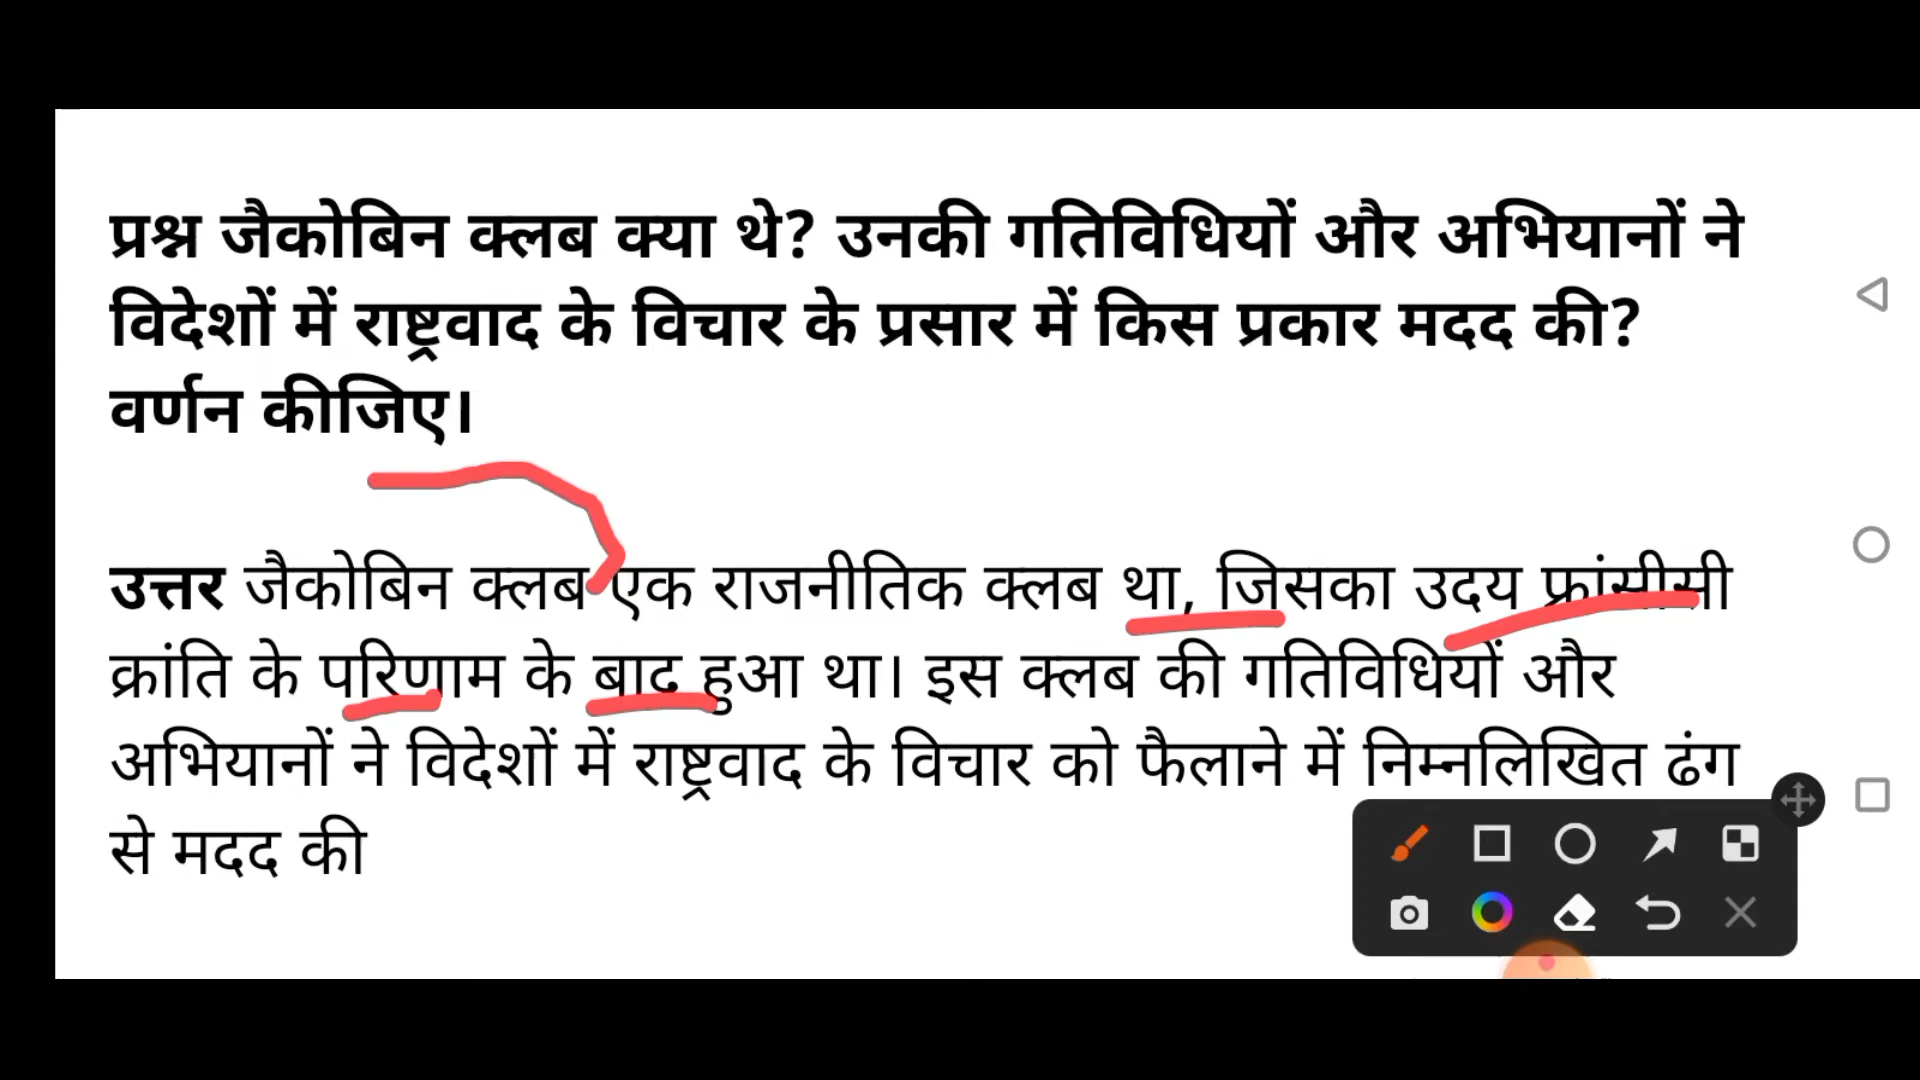 प्रश्न जैकोबिन क्लब क्या थे? उनकी गतिविधियों और अभियानों ने
विदेशों में राष्ट्रवाद के विचार के प्रसार में किस प्रकार मदद की?
वर्णन कीजिए।
उत्तर जैकोबिन क्लब एक राजनीतिक क्लब था, जिसका उदय फ्रांसीसी
क्रांति के परिणाम के बाद हुआ था। इस क्लब की गतिविधियों और
अभियानों ने विदेशों में राष्ट्रवाद के विचार को फैलाने में निम्नलिखित ढंग
से मदद की